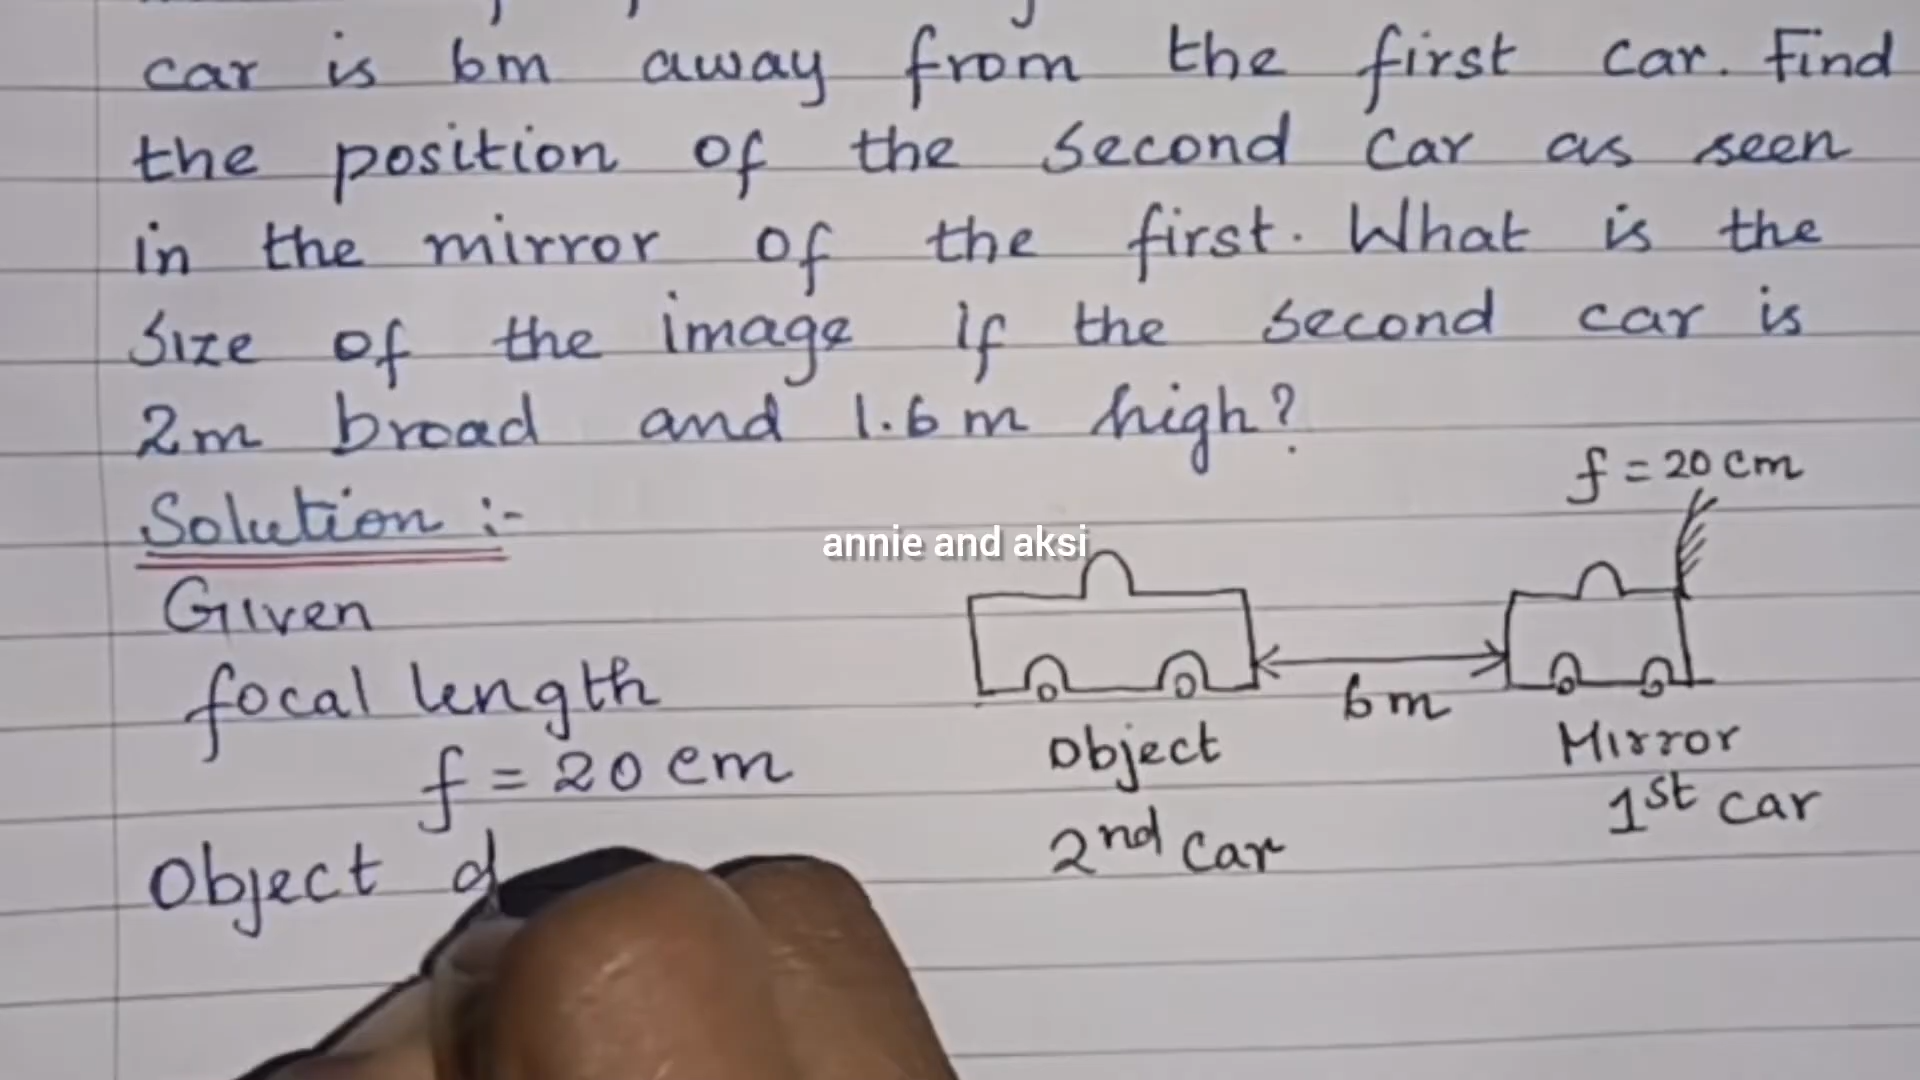 car is 6m away from the first car. Find
the position of the second car as seen
in the mirror of the first. What is the
size of the image if the second car is
2m broad and 1.6m high?
f = 20 cm
Solution :-
annie and aksi
Given
focal length
6m
f = 20 cm
Object
Mirror
2nd car
1st car
Object d